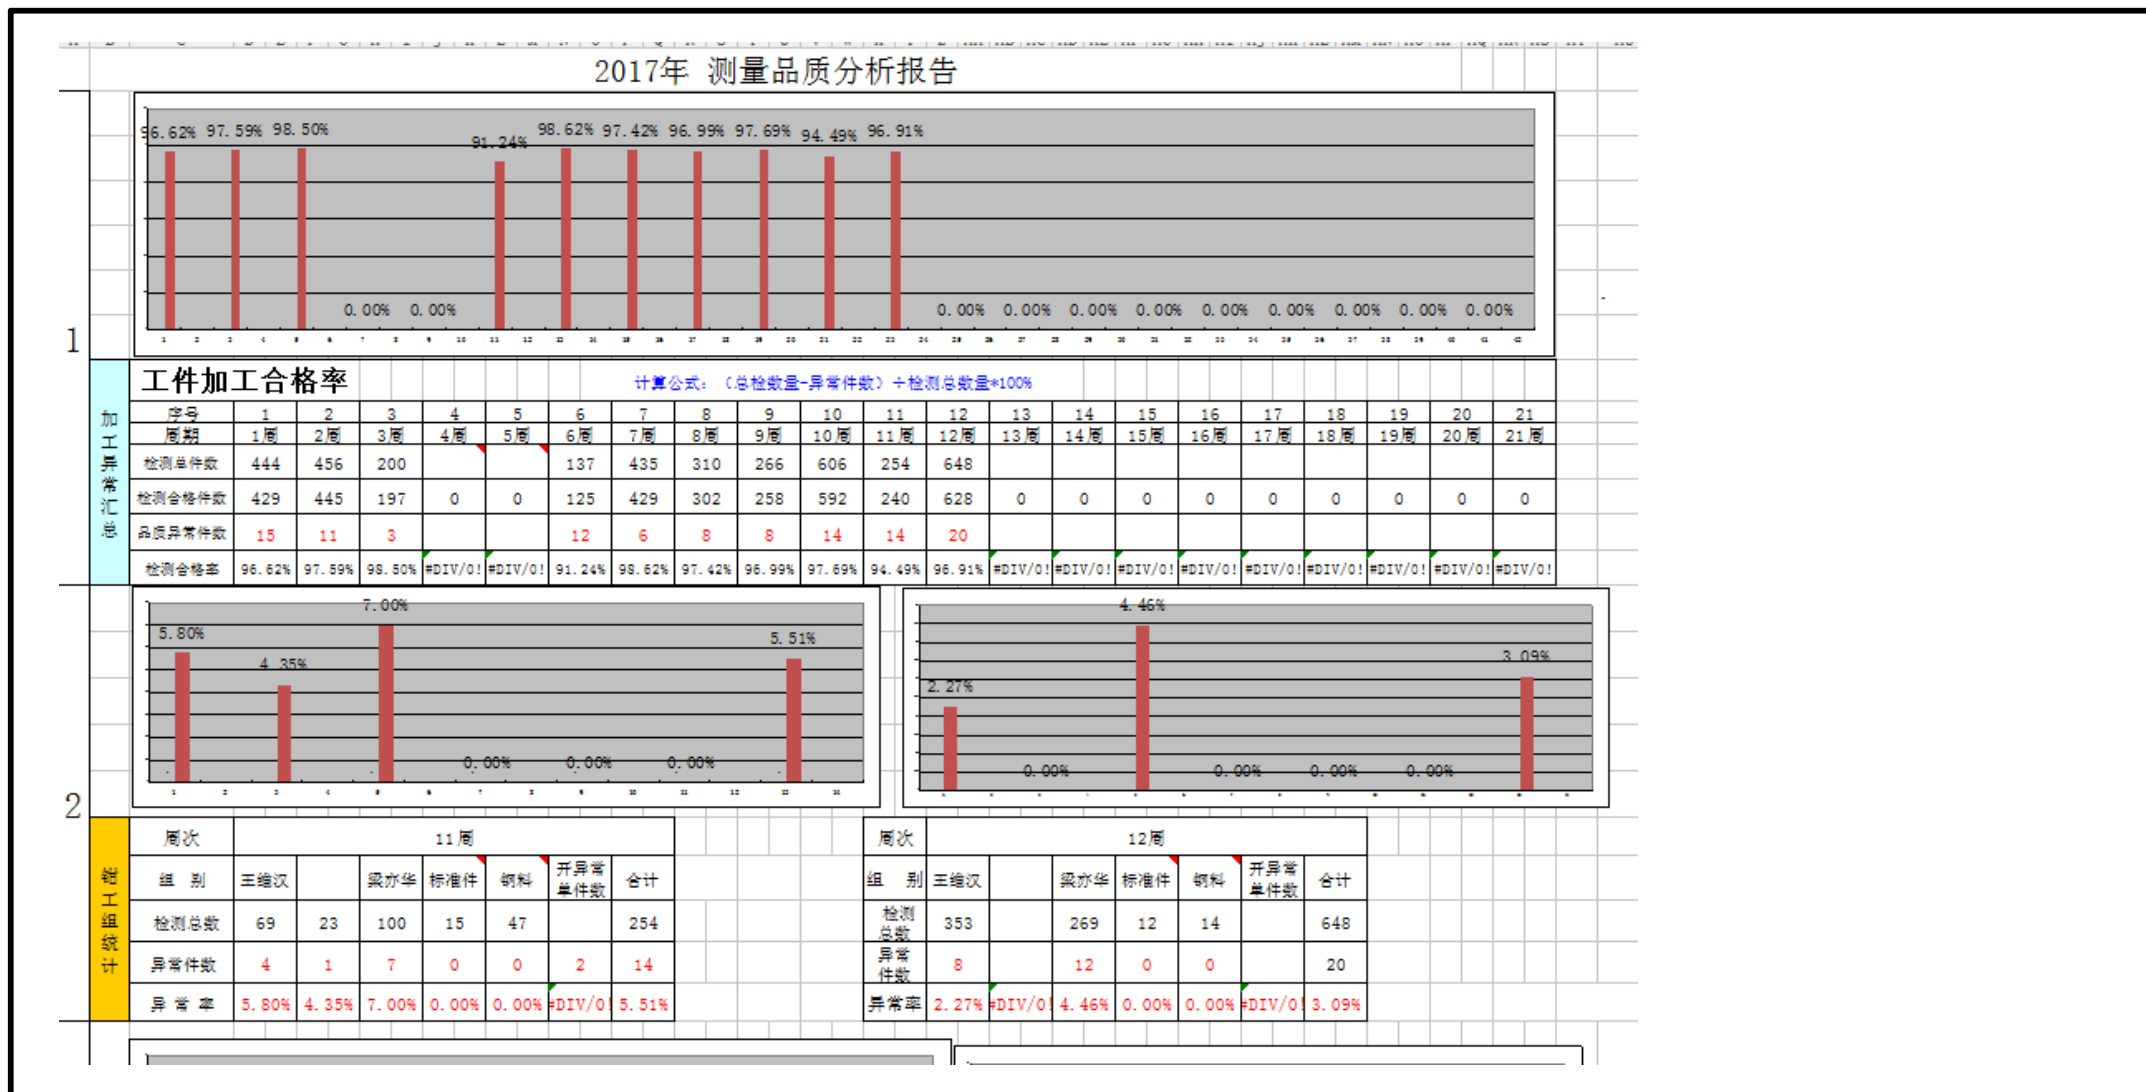 2017年 测量品质分析报告
96.62% 97.59% 98.50% 0.00% 0.00% 91.24% 98.62% 97.42% 96.99% 97.69% 94.49% 96.91% 0.00% 0.00% 0.00% 0.00% 0.00% 0.00% 0.00% 0.00% 0.00%
1
工件加工合格率 计算公式：（总检数量-异常件数）÷检测总数量*100%
加工异常汇总
序号 1 2 3 4 5 6 7 8 9 10 11 12 13 14 15 16 17 18 19 20 21
周期 1周 2周 3周 4周 5周 6周 7周 8周 9周 10周 11周 12周 13周 14周 15周 16周 17周 18周 19周 20周 21周
检测总件数 444 456 200 137 435 310 266 606 254 648
检测合格件数 429 445 197 0 0 125 429 302 258 592 240 628 0 0 0 0 0 0 0 0 0
品质异常件数 15 11 3 12 6 8 8 14 14 20
检测合格率 96.62% 97.59% 98.50% #DIV/0! #DIV/0! 91.24% 98.62% 97.42% 96.99% 97.69% 94.49% 96.91% #DIV/0! #DIV/0! #DIV/0! #DIV/0! #DIV/0! #DIV/0! #DIV/0! #DIV/0! #DIV/0!
5.80% 4.35% 7.00% 0.00% 0.00% 0.00% 5.51%
2.27% 0.00% 4.46% 0.00% 0.00% 0.00% 3.09%
2
工组统计
周次 11周
组 别 王维汉 梁亦华 标准件 钢料 开异常单件数 合计
检测总数 69 23 100 15 47 254
异常件数 4 1 7 0 0 2 14
异常率 5.80% 4.35% 7.00% 0.00% 0.00% #DIV/0! 5.51%
周次 12周
组 别 王维汉 梁亦华 标准件 钢料 开异常单件数 合计
检测总数 353 269 12 14 648
异常件数 8 12 0 0 20
异常率 2.27% #DIV/0! 4.46% 0.00% 0.00% #DIV/0! 3.09%